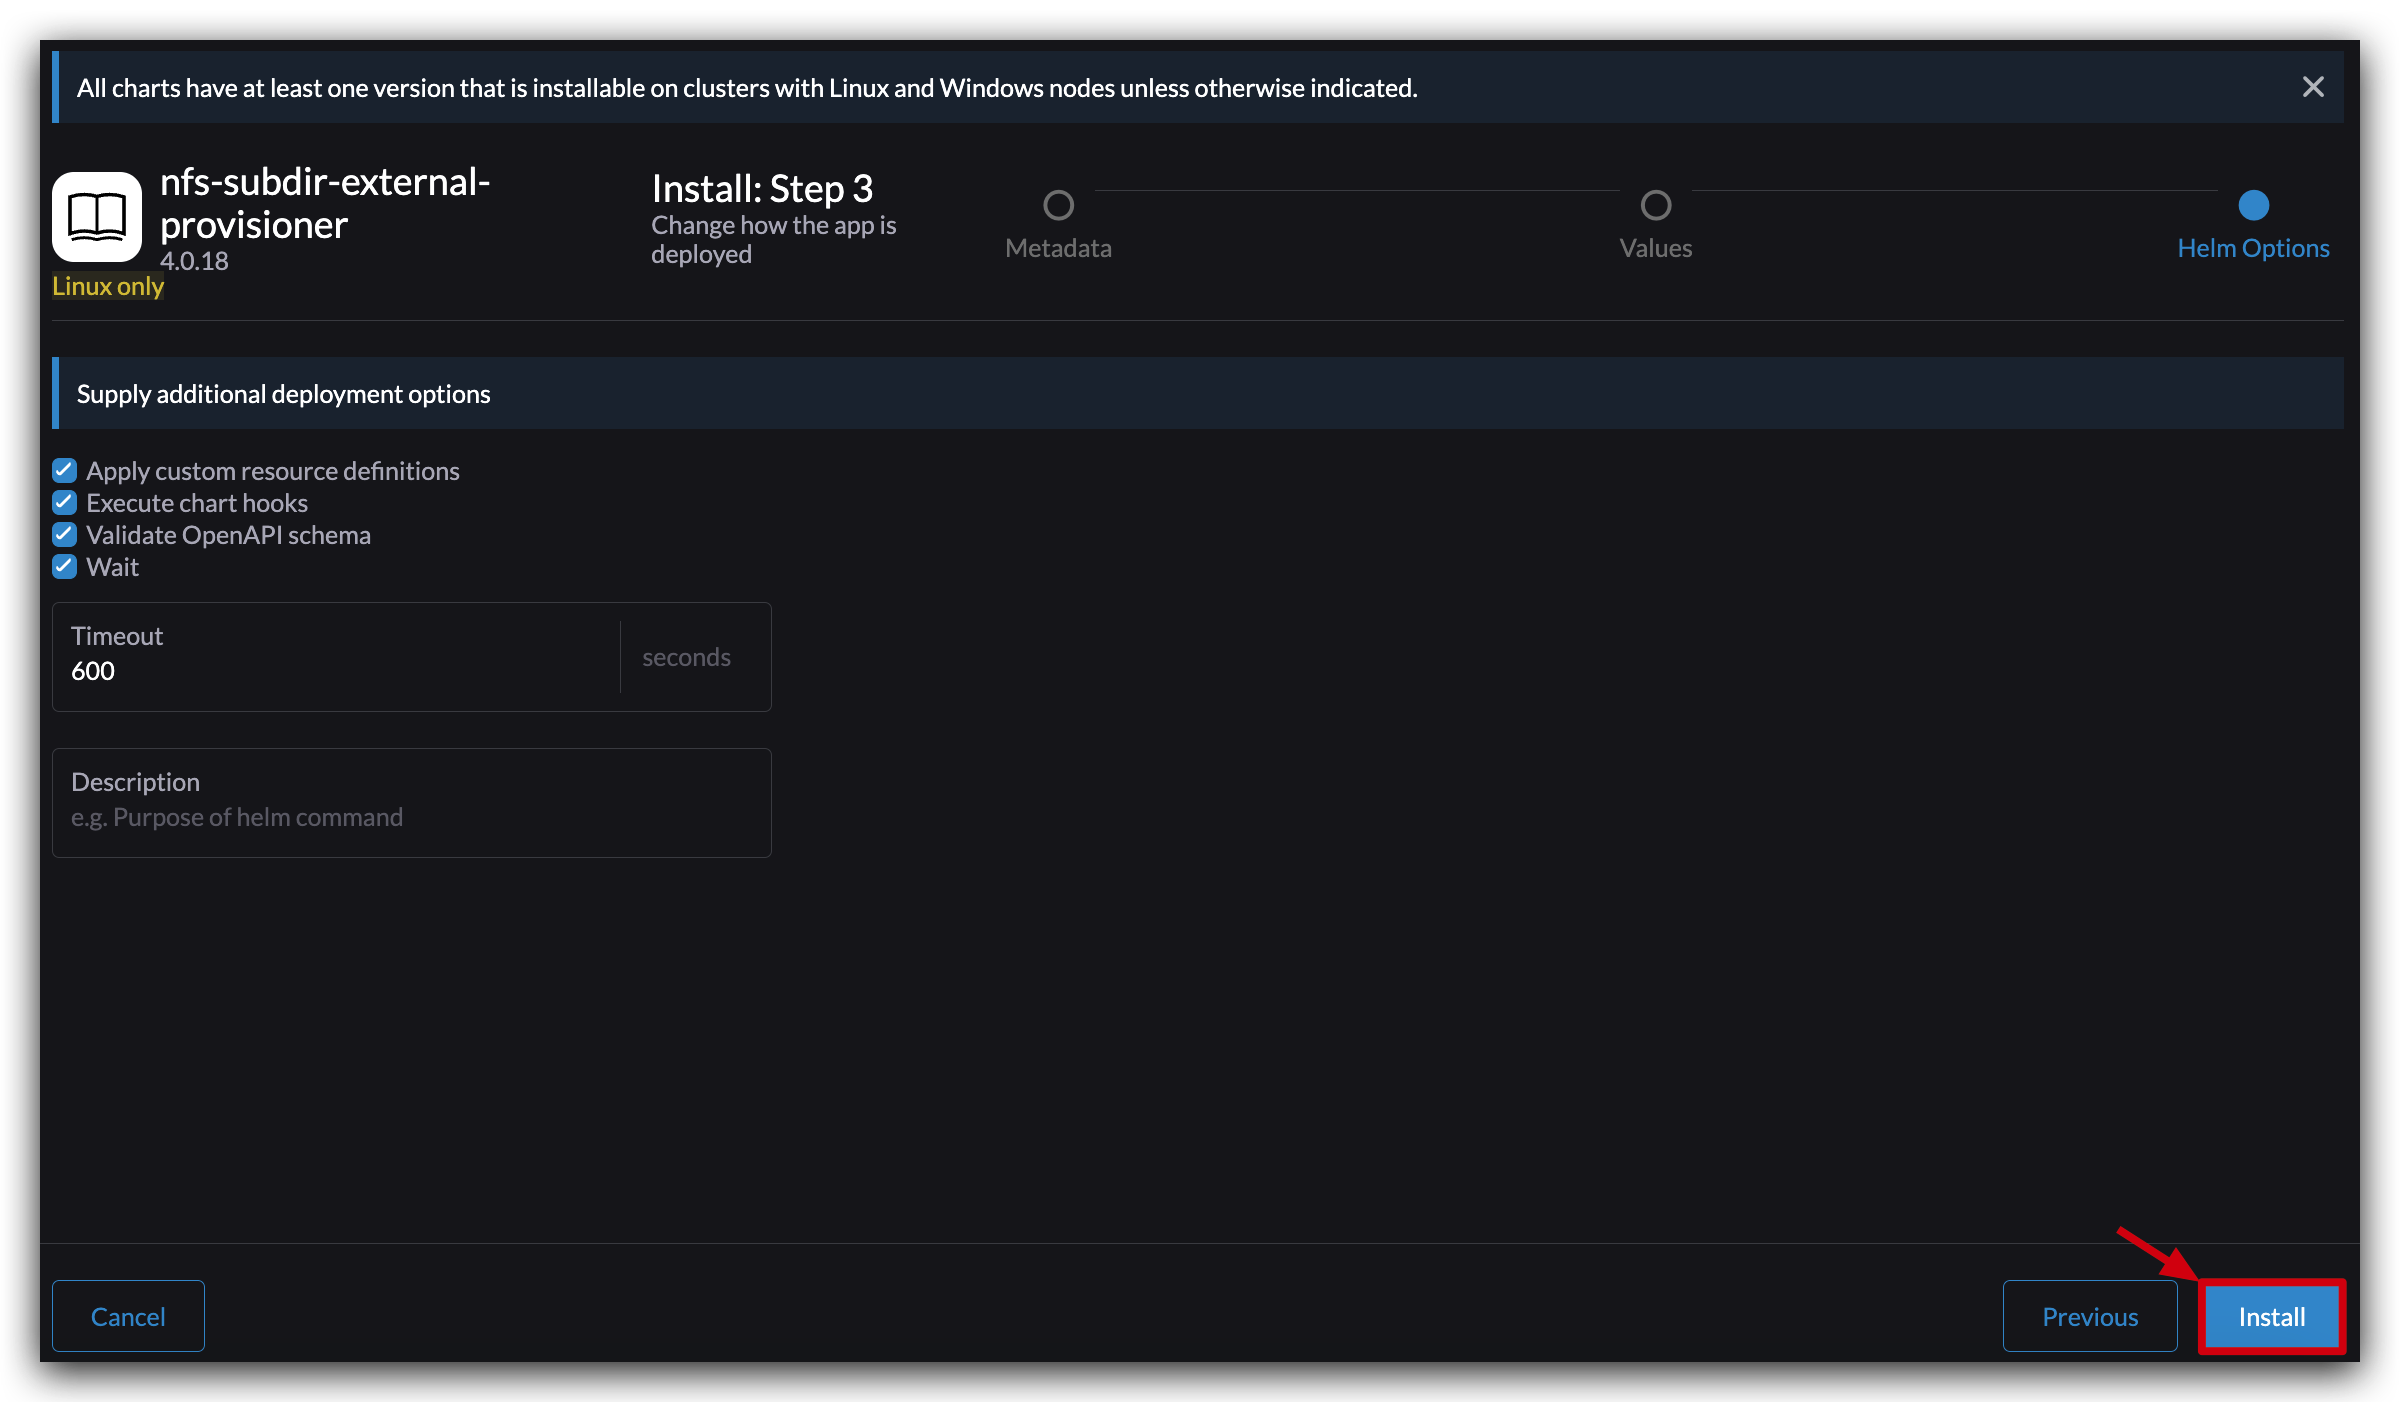 All charts have at least one version that is installable on clusters with Linux and Windows nodes unless otherwise indicated.
nfs-subdir-external-
provisioner
4.0.18
Linux only
Install: Step 3
Change how the app is
deployed
Metadata
Values
Helm Options
Supply additional deployment options
Apply custom resource definitions
Execute chart hooks
Validate OpenAPI schema
Wait
Timeout
600
seconds
Description
e.g. Purpose of helm command
Cancel
Previous
Install